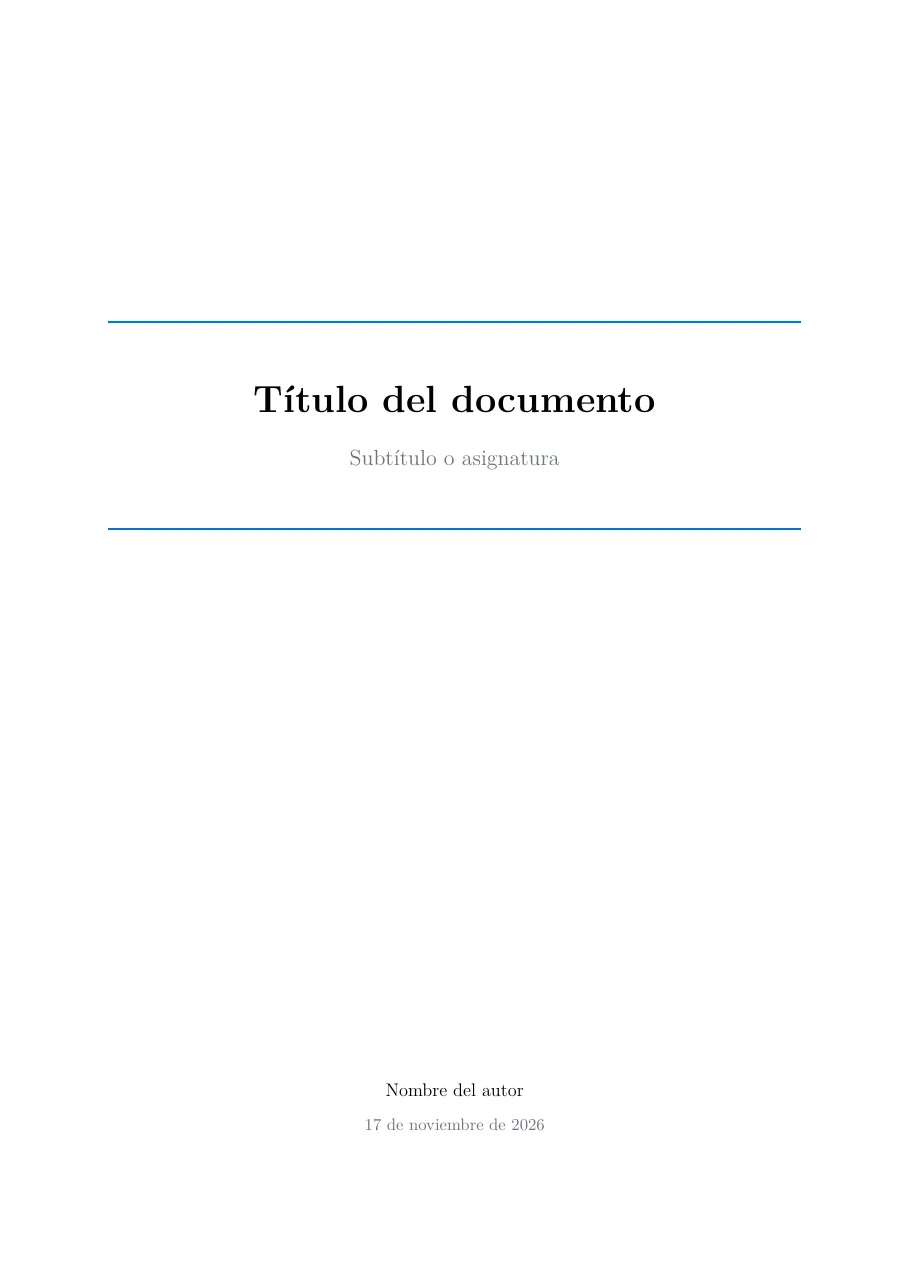 Título del documento
Subtítulo o asignatura
Nombre del autor
17 de noviembre de 2026